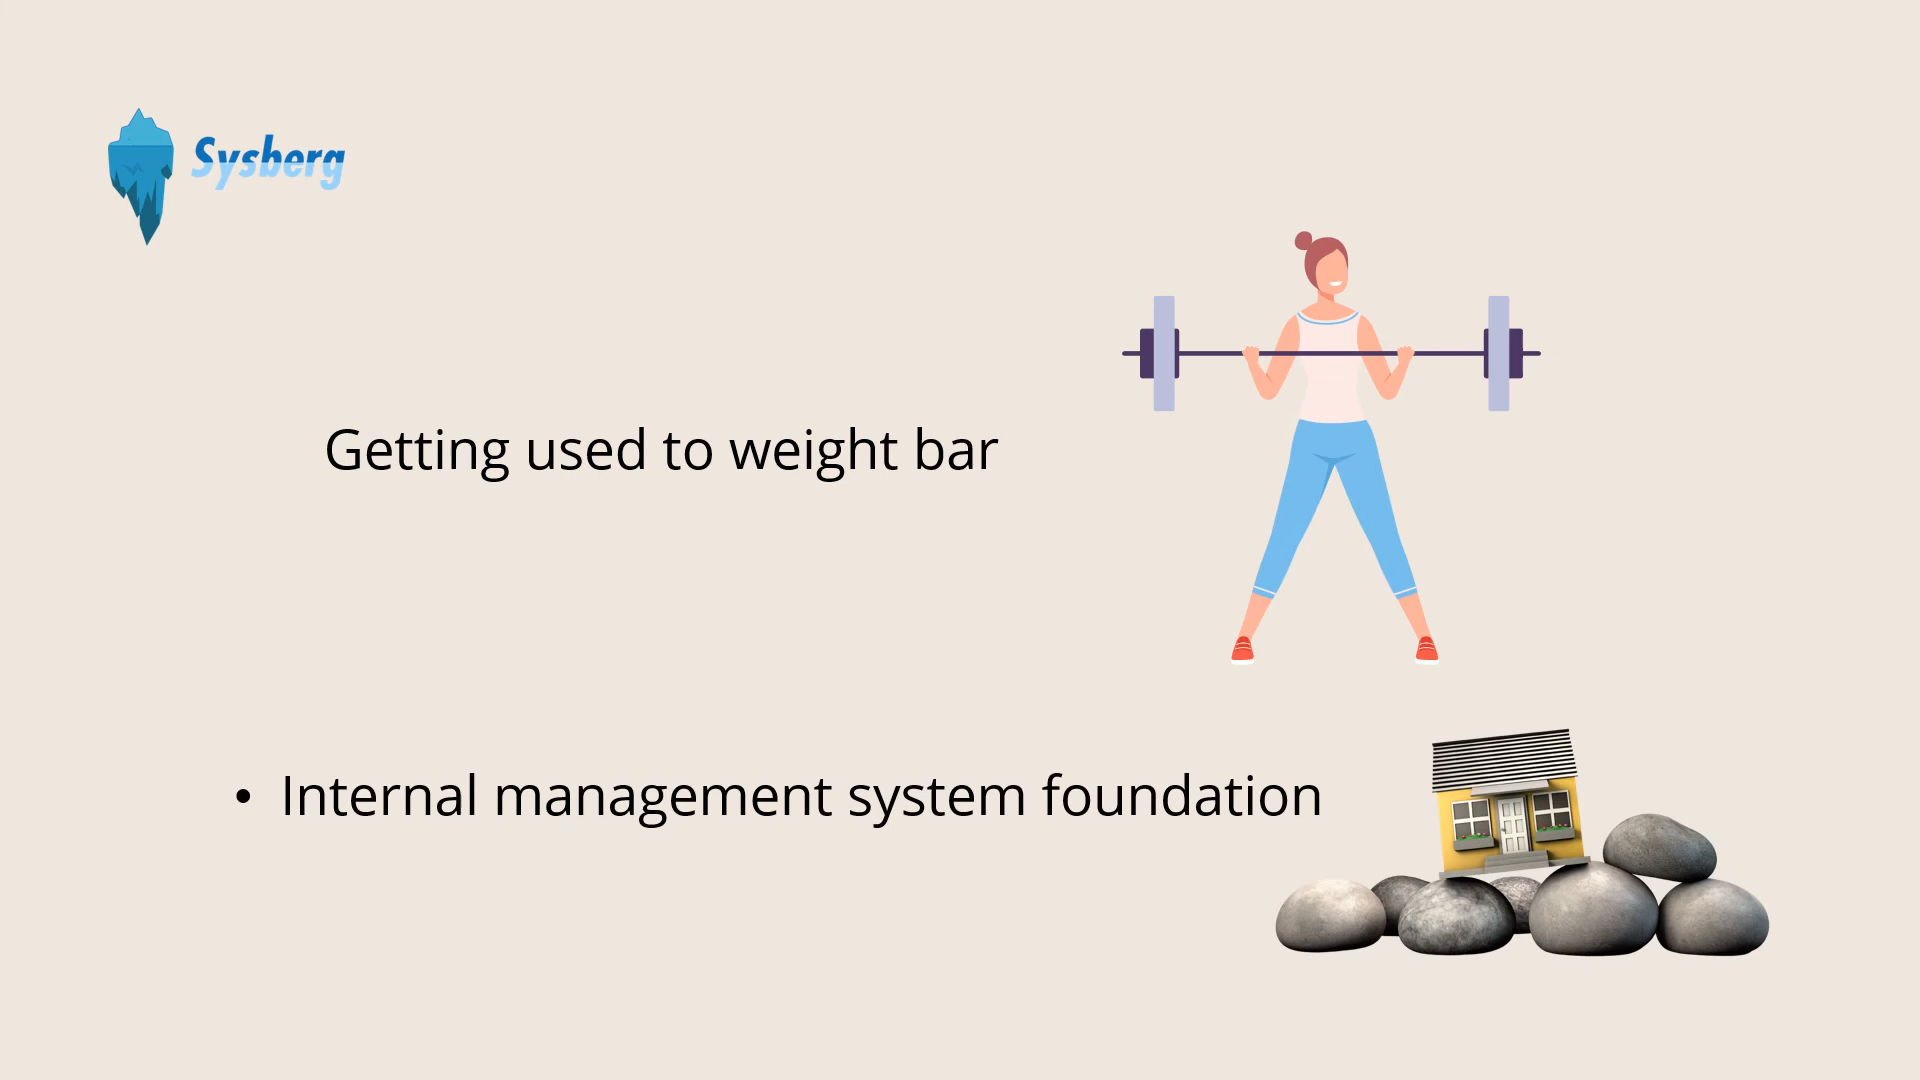 Sysberg
Getting used to weight bar
• Internal management system foundation